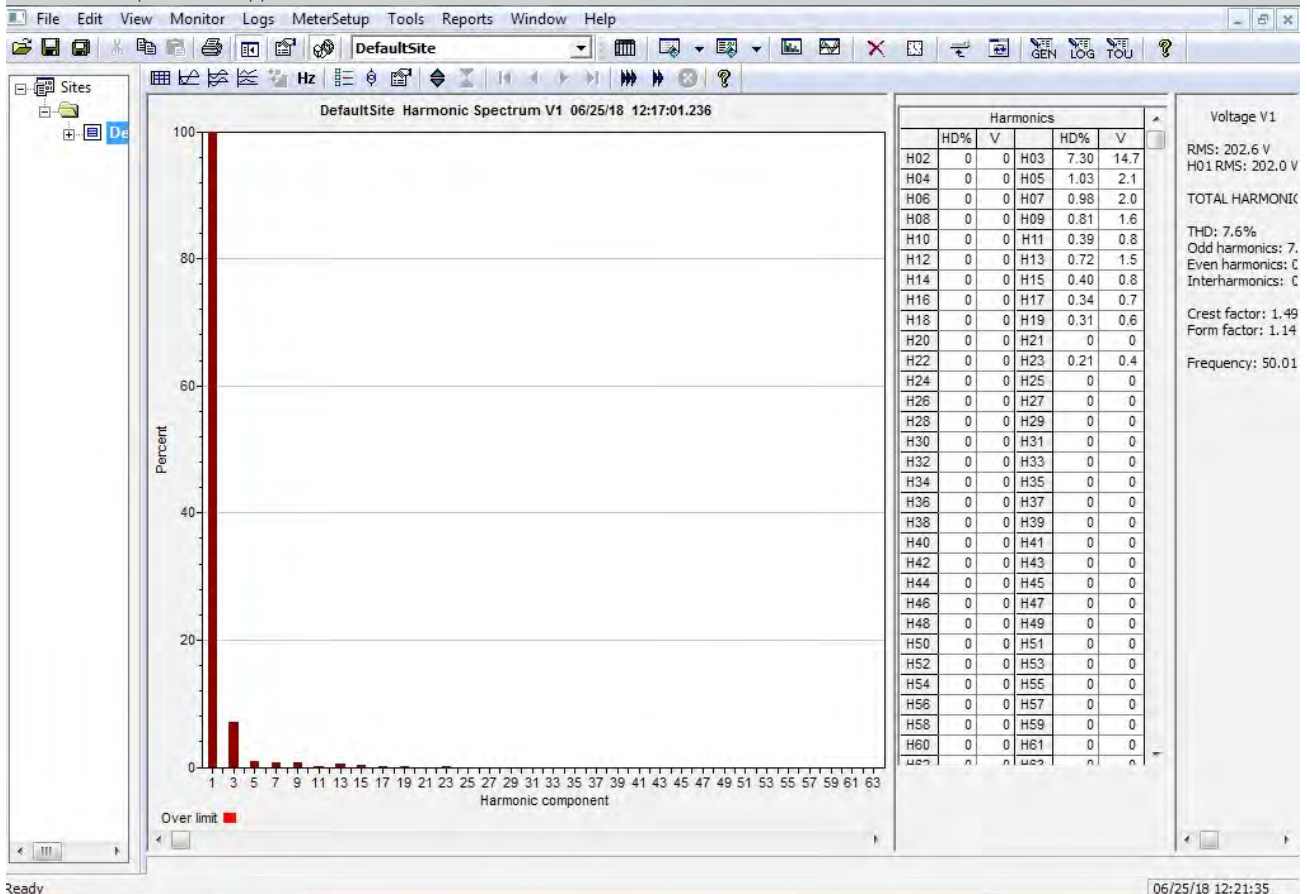 File Edit View Monitor Logs MeterSetup Tools Reports Window Help
DefaultSite
GEN LOG TOU
Sites
De
Hz
DefaultSite Harmonic Spectrum V1 06/25/18 12:17:01.236
100
80
60
40
20
0
Percent
1 3 5 7 9 11 13 15 17 19 21 23 25 27 29 31 33 35 37 39 41 43 45 47 49 51 53 55 57 59 61 63
Harmonic component
Over limit
Harmonics
HD% V HD% V
H02 0 0 H03 7.30 14.7
H04 0 0 H05 1.03 2.1
H06 0 0 H07 0.98 2.0
H08 0 0 H09 0.81 1.6
H10 0 0 H11 0.39 0.8
H12 0 0 H13 0.72 1.5
H14 0 0 H15 0.40 0.8
H16 0 0 H17 0.34 0.7
H18 0 0 H19 0.31 0.6
H20 0 0 H21 0 0
H22 0 0 H23 0.21 0.4
H24 0 0 H25 0 0
H26 0 0 H27 0 0
H28 0 0 H29 0 0
H30 0 0 H31 0 0
H32 0 0 H33 0 0
H34 0 0 H35 0 0
H36 0 0 H37 0 0
H38 0 0 H39 0 0
H40 0 0 H41 0 0
H42 0 0 H43 0 0
H44 0 0 H45 0 0
H46 0 0 H47 0 0
H48 0 0 H49 0 0
H50 0 0 H51 0 0
H52 0 0 H53 0 0
H54 0 0 H55 0 0
H56 0 0 H57 0 0
H58 0 0 H59 0 0
H60 0 0 H61 0 0
Voltage V1
RMS: 202.6 V
H01 RMS: 202.0 V
TOTAL HARMONIC
THD: 7.6%
Odd harmonics: 7.
Even harmonics:
Interharmonics:
Crest factor: 1.49
Form factor: 1.14
Frequency: 50.01
Ready
06/25/18 12:21:35